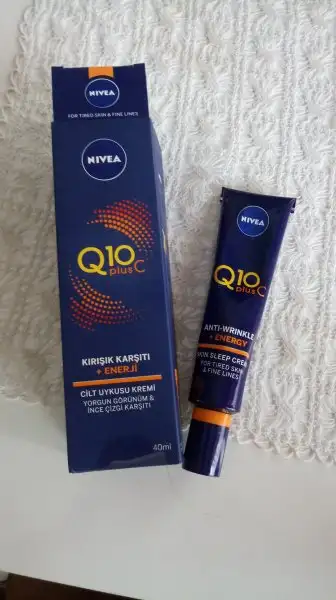 NIVEA
FOR TIRED SKIN & FINE LINES
NIVEA
Q10
plus C
KIRIŞIK KARŞITI
+ ENERJİ
CİLT UYKUSU KREMİ
YORGUN GÖRÜNÜM &
İNCE ÇİZGİ KARŞITI
40ml
NIVEA
Q10
plus C
ANTI-WRINKLE
+ ENERGY
SKIN SLEEP CREAM
FOR TIRED SKIN
& FINE LINES